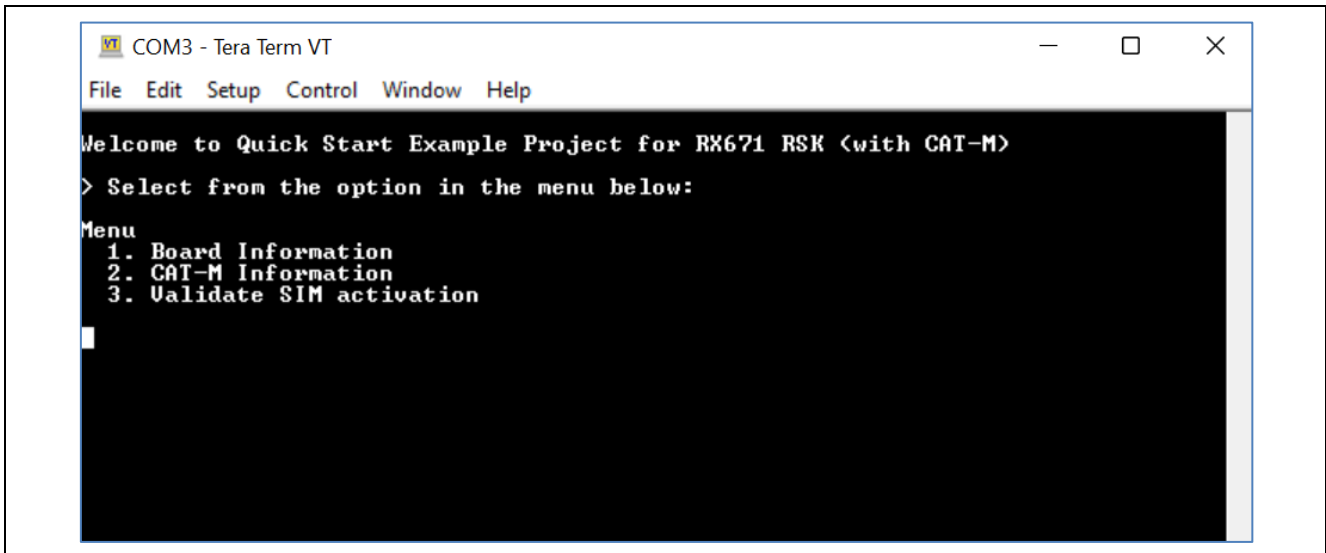 COM3 - Tera Term VT
File Edit Setup Control Window Help
Welcome to Quick Start Example Project for RX671 RSK (with CAT-M)
> Select from the option in the menu below:
Menu
1. Board Information
2. CAT-M Information
3. Validate SIM activation